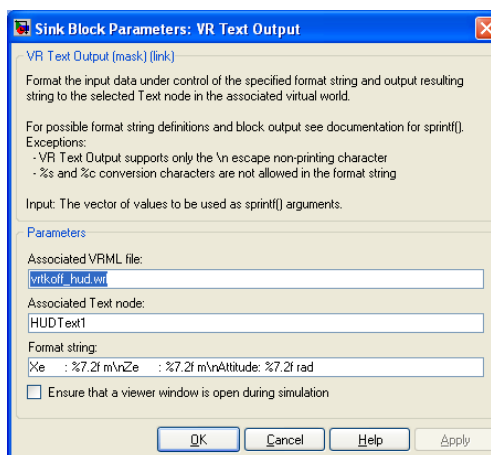 Sink Block Parameters: VR Text Output
VR Text Output (mask) (link)
Format the input data under control of the specified format string and output resulting
string to the selected Text node in the associated virtual world.
For possible format string definitions and block output see documentation for sprintf().
Exceptions:
- VR Text Output supports only the \n escape non-printing character
- %s and %c conversion characters are not allowed in the format string
Input: The vector of values to be used as sprintf() arguments.
Parameters
Associated VRML file:
vrtkoff_hud.wrl
Associated Text node:
HUDText1
Format string:
Xe     : %7.2f m\nZe     : %7.2f m\nAttitude: %7.2f rad
Ensure that a viewer window is open during simulation
OK Cancel Help Apply